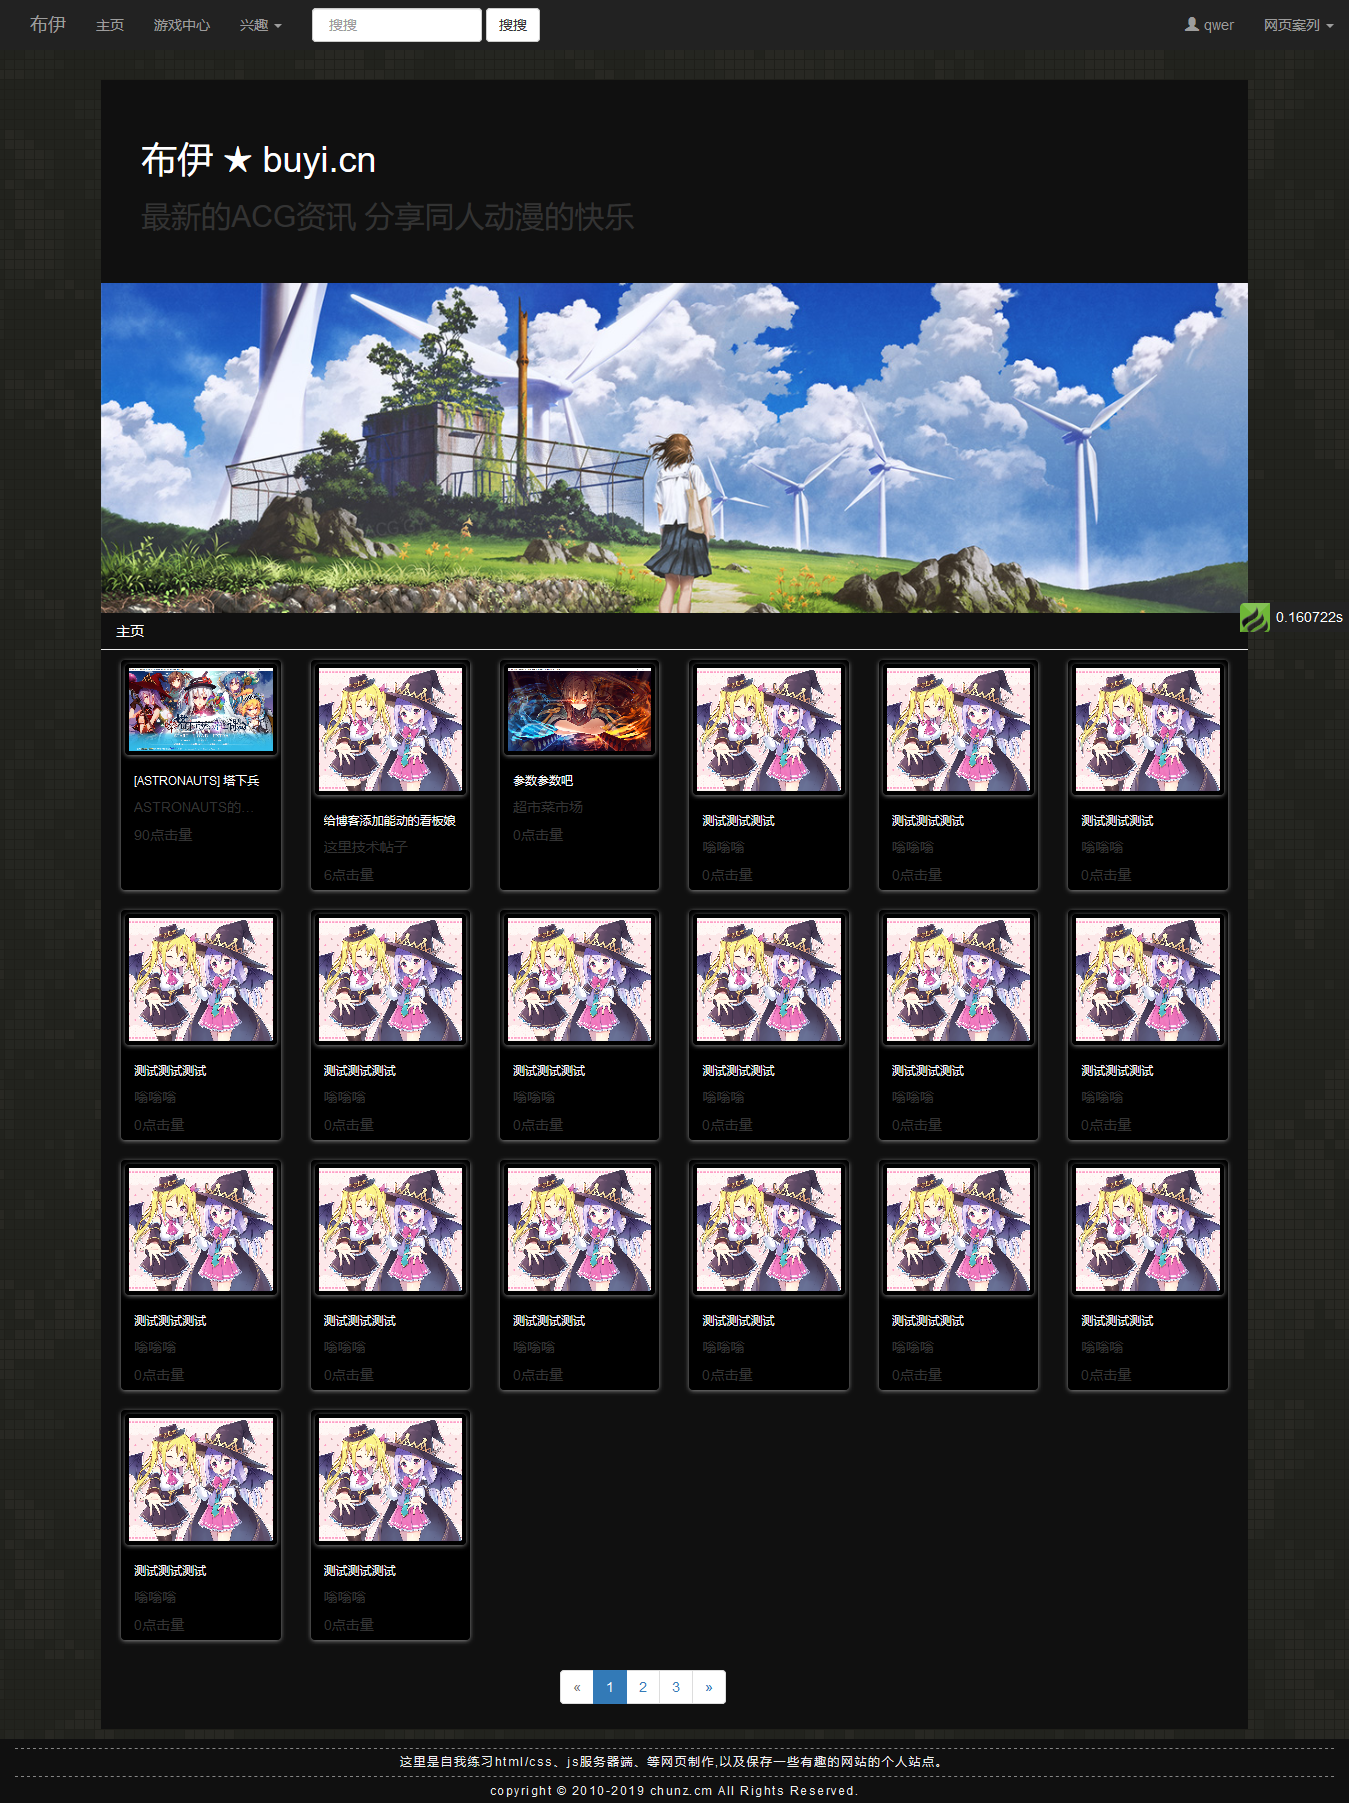 布伊 主页 游戏中心 兴趣 搜搜 搜搜 qwer 网页案列
布伊 ★ buyi.cn
最新的ACG资讯 分享同人动漫的快乐
主页
0.160722s
[ASTRONAUTS] 塔下兵
ASTRONAUTS的...
90点击量
给博客添加能动的看板娘
这里技术帖子
6点击量
参数参数吧
超市菜市场
0点击量
测试测试测试
嗡嗡嗡
0点击量
测试测试测试
嗡嗡嗡
0点击量
测试测试测试
嗡嗡嗡
0点击量
测试测试测试
嗡嗡嗡
0点击量
测试测试测试
嗡嗡嗡
0点击量
测试测试测试
嗡嗡嗡
0点击量
测试测试测试
嗡嗡嗡
0点击量
测试测试测试
嗡嗡嗡
0点击量
测试测试测试
嗡嗡嗡
0点击量
测试测试测试
嗡嗡嗡
0点击量
测试测试测试
嗡嗡嗡
0点击量
测试测试测试
嗡嗡嗡
0点击量
测试测试测试
嗡嗡嗡
0点击量
测试测试测试
嗡嗡嗡
0点击量
测试测试测试
嗡嗡嗡
0点击量
测试测试测试
嗡嗡嗡
0点击量
测试测试测试
嗡嗡嗡
0点击量
« 1 2 3 »
这里是自我练习html/css、js服务器端、等网页制作,以及保存一些有趣的网站的个人站点。
copyright © 2010-2019 chunz.cm All Rights Reserved.